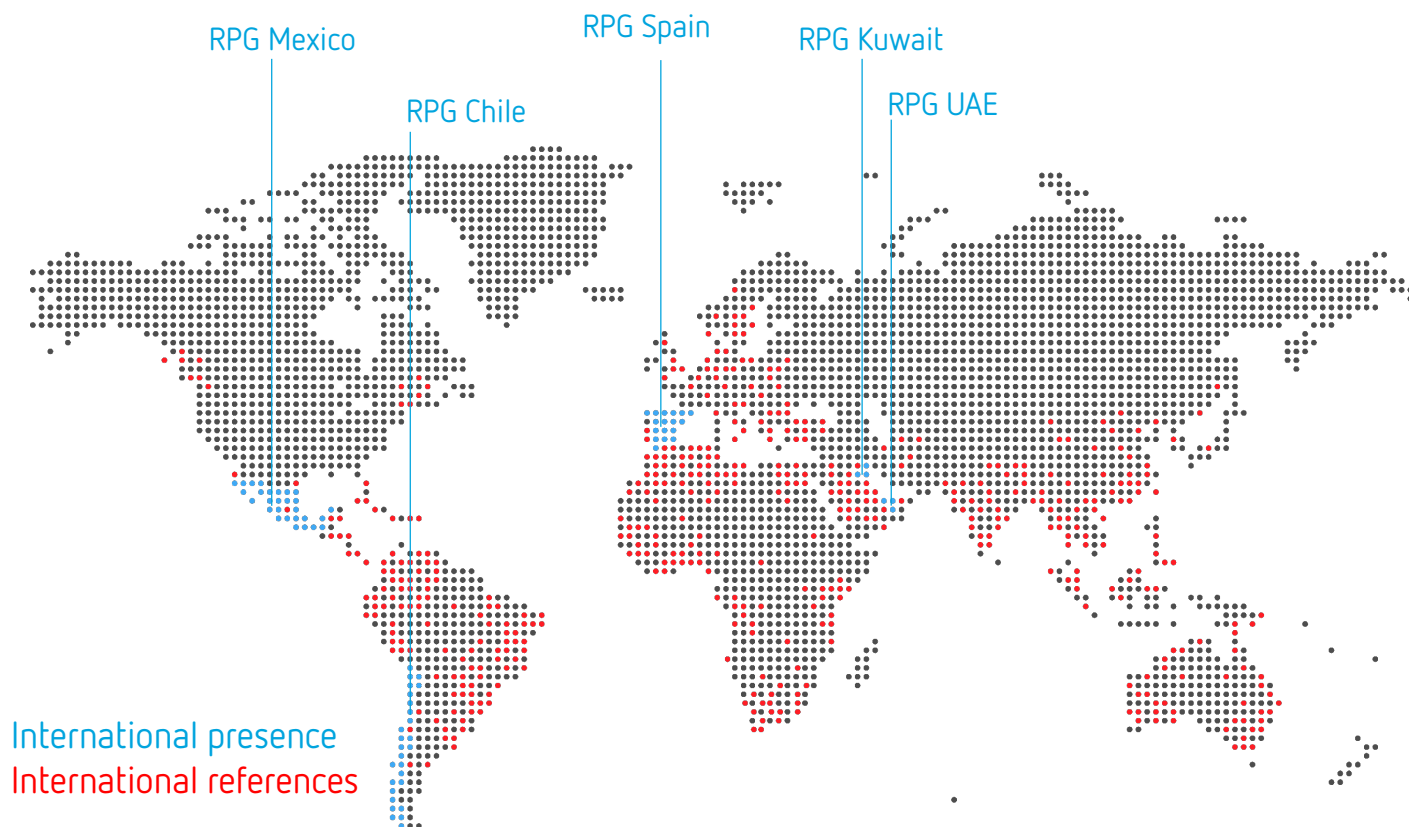 RPG Spain
RPG Mexico
RPG Kuwait
RPG UAE
RPG Chile
International presence
International references